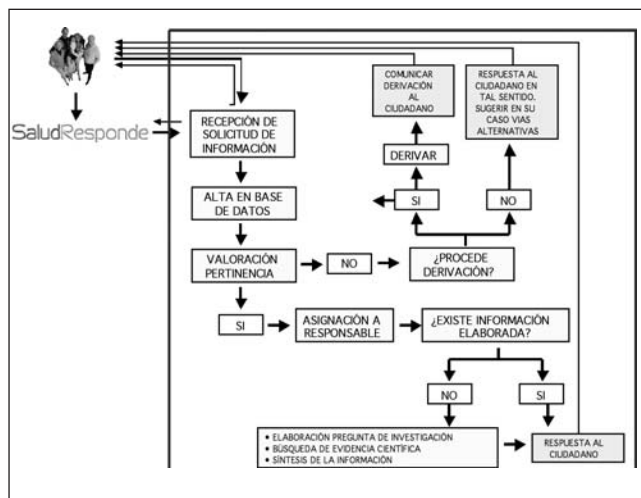 COMUNICAR
DERIVACIÓN
AL
CIUDADANO
RESPUESTA AL
CIUDADANO EN
TAL SENTIDO.
SUGERIR EN SU
CASO VIAS
ALTERNATIVAS
SaludResponde
RECEPCIÓN DE
SOLICITUD DE
INFORMACIÓN
DERIVAR
ALTA EN BASE
DE DATOS
SI
NO
VALORACIÓN
PERTINENCIA
NO
¿PROCEDE
DERIVACIÓN?
SI
ASIGNACIÓN A
RESPONSABLE
¿EXISTE INFORMACIÓN
ELABORADA?
NO
SI
• ELABORACIÓN PREGUNTA DE INVESTIGACIÓN
• BÚSQUEDA DE EVIDENCIA CIENTÍFICA
• SÍNTESIS DE LA INFORMACIÓN
RESPUESTA AL
CIUDADANO